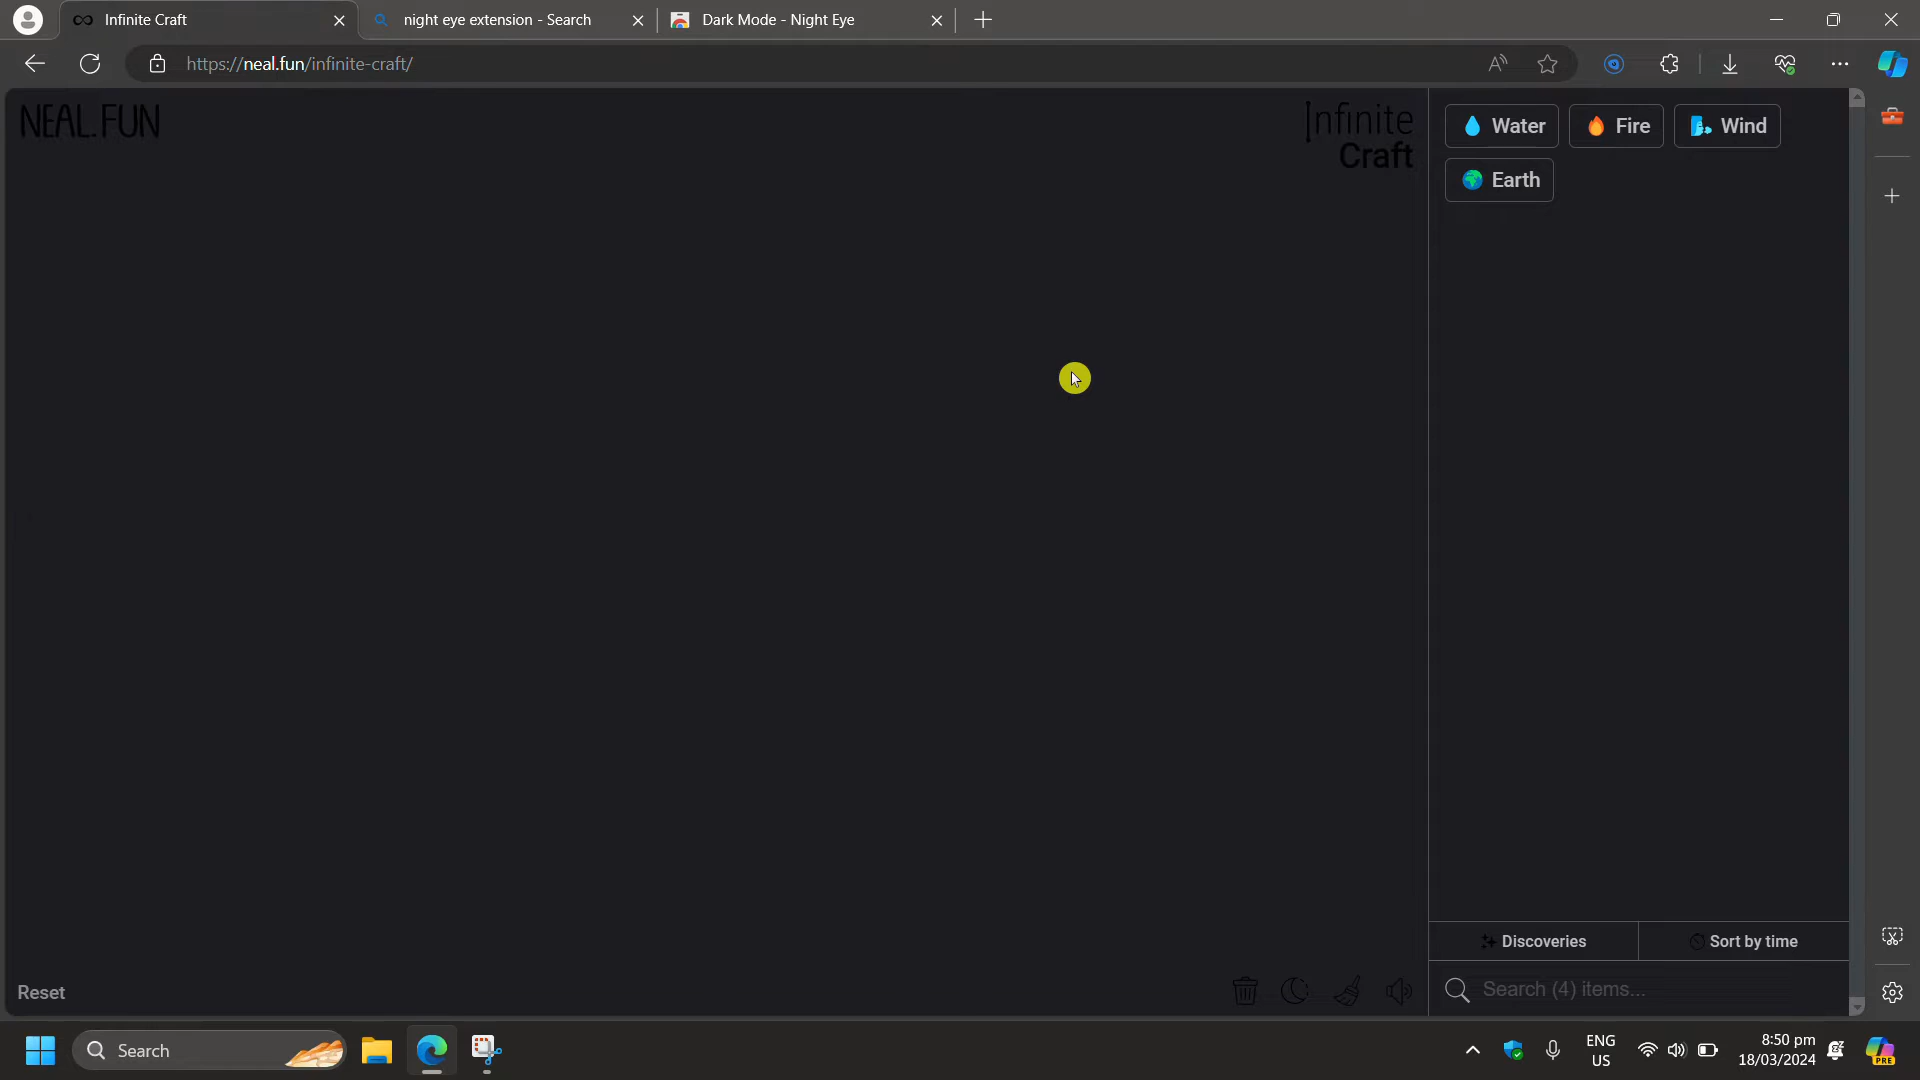 Infinite Craft
night eye extension - Search
Dark Mode - Night Eye
https://neal.fun/infinite-craft/
NEAL.FUN
Infinite
Craft
Water
Fire
Wind
Earth
Discoveries
Sort by time
Reset
Search (4) items...
Search
ENG
US
8:50 pm
18/03/2024
PRE